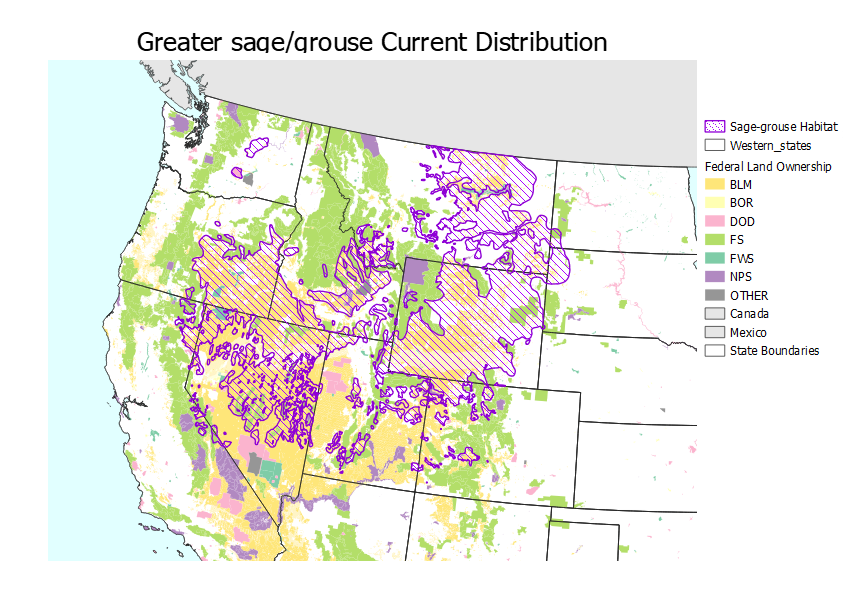 Greater sage/grouse Current Distribution
Sage-grouse Habitat
Western_states
Federal Land Ownership
BLM
BOR
DOD
FS
FWS
NPS
OTHER
Canada
Mexico
State Boundaries